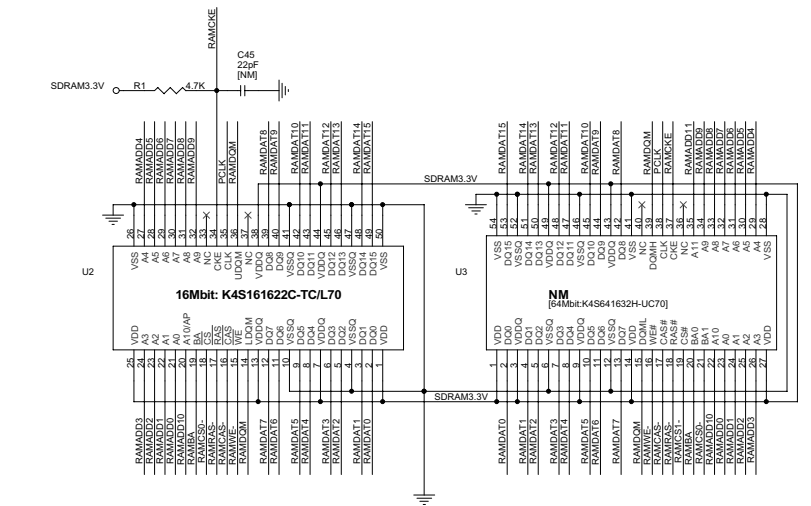 RAMCKE
C45
22pF
[NM]
SDRAM3.3V
R1
4.7K
RAMADD4
RAMADD5
RAMADD6
RAMADD7
RAMADD8
RAMADD9
PCLK
RAMDQM
RAMDAT8
RAMDAT9
RAMDAT10
RAMDAT11
RAMDAT12
RAMDAT13
RAMDAT14
RAMDAT15
SDRAM3.3V
26 27 28 29 30 31 32 33 34 35 36 37 38 39 40 41 42 43 44 45 46 47 48 49 50
VSS A4 A5 A6 A7 A8 A9 NC CKE CLK UDQM NC VDDQ DQ8 DQ9 VSSQ DQ10 DQ11 VDDQ DQ12 DQ13 VSSQ DQ14 DQ15 VSS
U2
16Mbit: K4S161622C-TC/L70
VDD A3 A2 A1 A0 A10/AP BA CS RAS CAS WE LDQM VDDQ DQ7 DQ6 VSSQ DQ5 DQ4 VDDQ DQ3 DQ2 VSSQ DQ1 DQ0 VDD
25 24 23 22 21 20 19 18 17 16 15 14 13 12 11 10 9 8 7 6 5 4 3 2 1
RAMADD3
RAMADD2
RAMADD1
RAMADD0
RAMADD10
RAMBA
RAMCS0-
RAMRAS-
RAMCAS-
RAMWE-
RAMDQM
RAMDAT7
RAMDAT6
RAMDAT5
RAMDAT4
RAMDAT3
RAMDAT2
RAMDAT1
RAMDAT0
RAMDAT15
RAMDAT14
RAMDAT13
RAMDAT12
RAMDAT11
RAMDAT10
RAMDAT9
RAMDAT8
RAMDQM
PCLK
RAMCKE
RAMADD11
RAMADD9
RAMADD8
RAMADD7
RAMADD6
RAMADD5
RAMADD4
54 53 52 51 50 49 48 47 46 45 44 43 42 41 40 39 38 37 36 35 34 33 32 31 30 29 28
VSS DQ15 VSSQ DQ14 DQ13 VDDQ DQ12 DQ11 VSSQ DQ10 DQ9 VDDQ DQ8 VSS NC DQMH CLK CKE NC A11 A9 A8 A7 A6 A5 A4 VSS
U3
NM
[64Mbit:K4S641632H-UC70]
VDD DQ0 VDDQ DQ1 DQ2 VSSQ DQ3 DQ4 VDDQ DQ5 DQ6 VSSQ DQ7 VDD DQML WE# CAS# RAS# CS# BA0 BA1 A10 A0 A1 A2 A3 VDD
1 2 3 4 5 6 7 8 9 10 11 12 13 14 15 16 17 18 19 20 21 22 23 24 25 26 27
SDRAM3.3V
RAMDAT0
RAMDAT1
RAMDAT2
RAMDAT3
RAMDAT4
RAMDAT5
RAMDAT6
RAMDAT7
RAMDQM
RAMWE-
RAMCAS-
RAMRAS-
RAMCS1-
RAMBA
RAMCS0-
RAMADD10
RAMADD0
RAMADD1
RAMADD2
RAMADD3